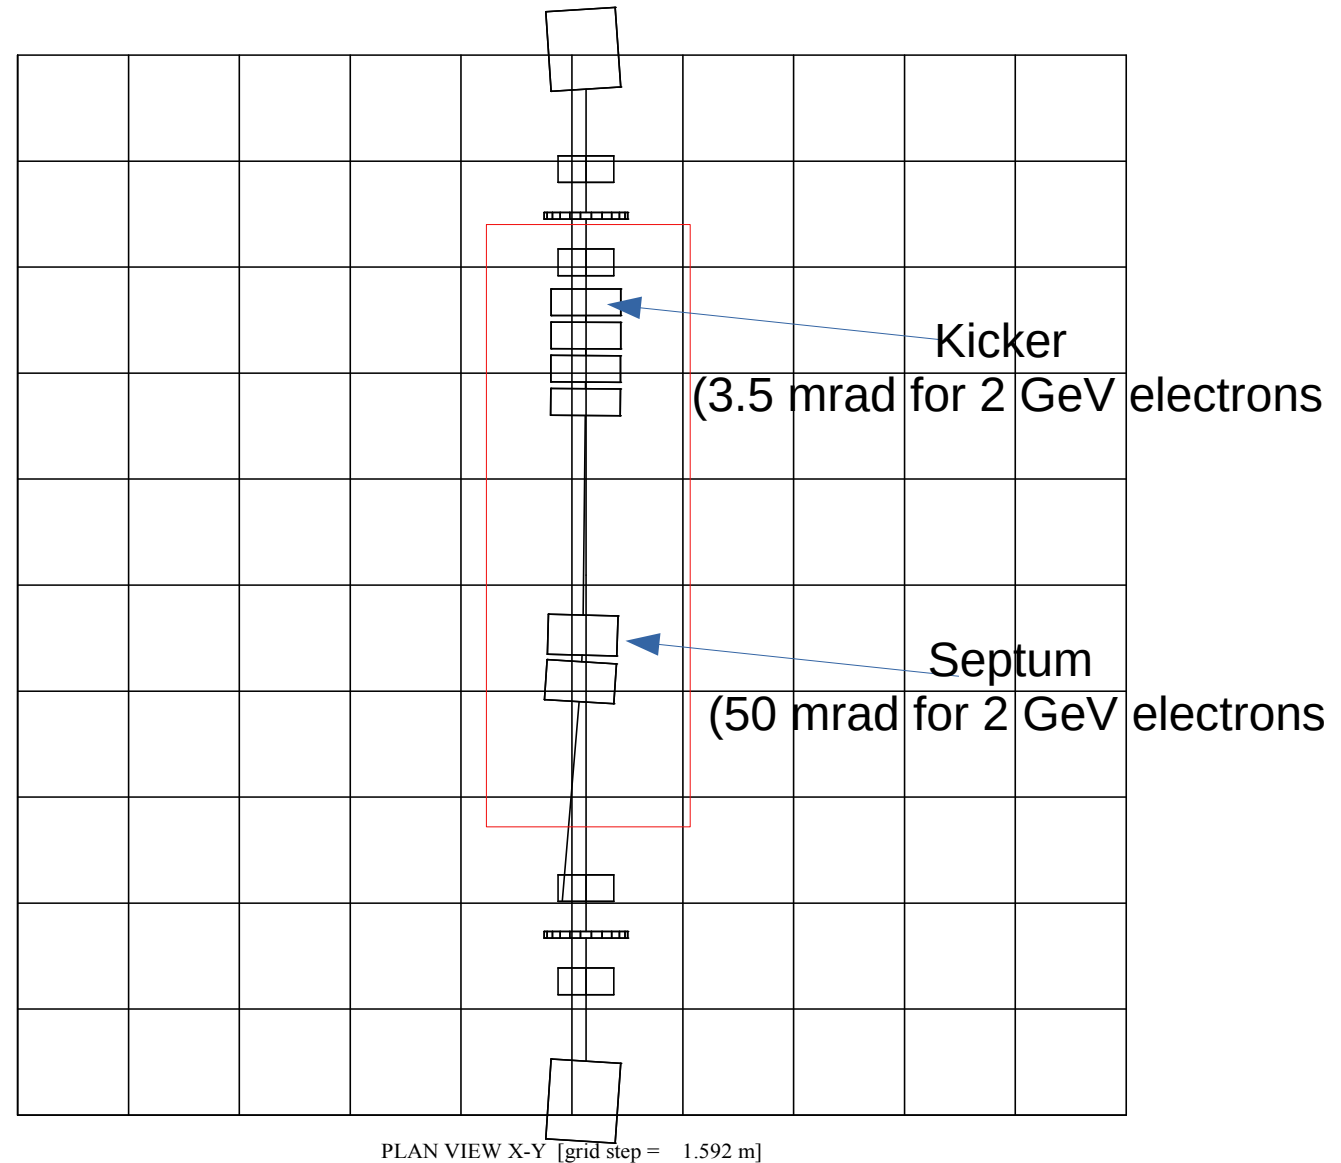 Kicker
(3.5 mrad for 2 GeV electrons
Septum
(50 mrad for 2 GeV electrons
PLAN VIEW X-Y [grid step = 1.592 m]